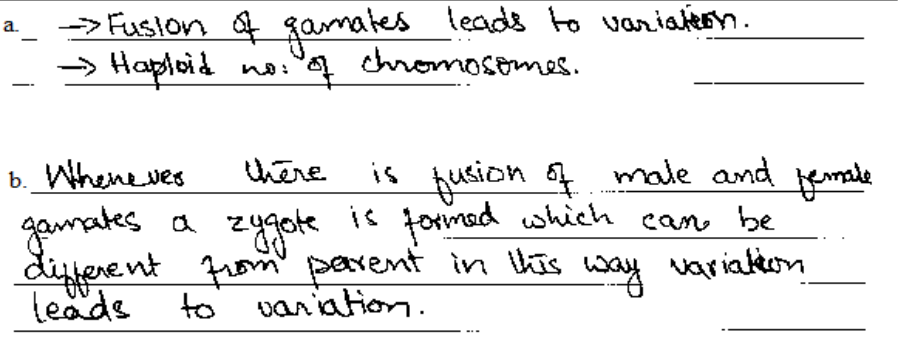 a. -> Fusion of gamates leads to variation.
-> Haploid no: of chromosomes.
b. Whenever there is fusion of male and female
gamates a zygote is formed which can be
different from parent in this way variation
leads to variation.